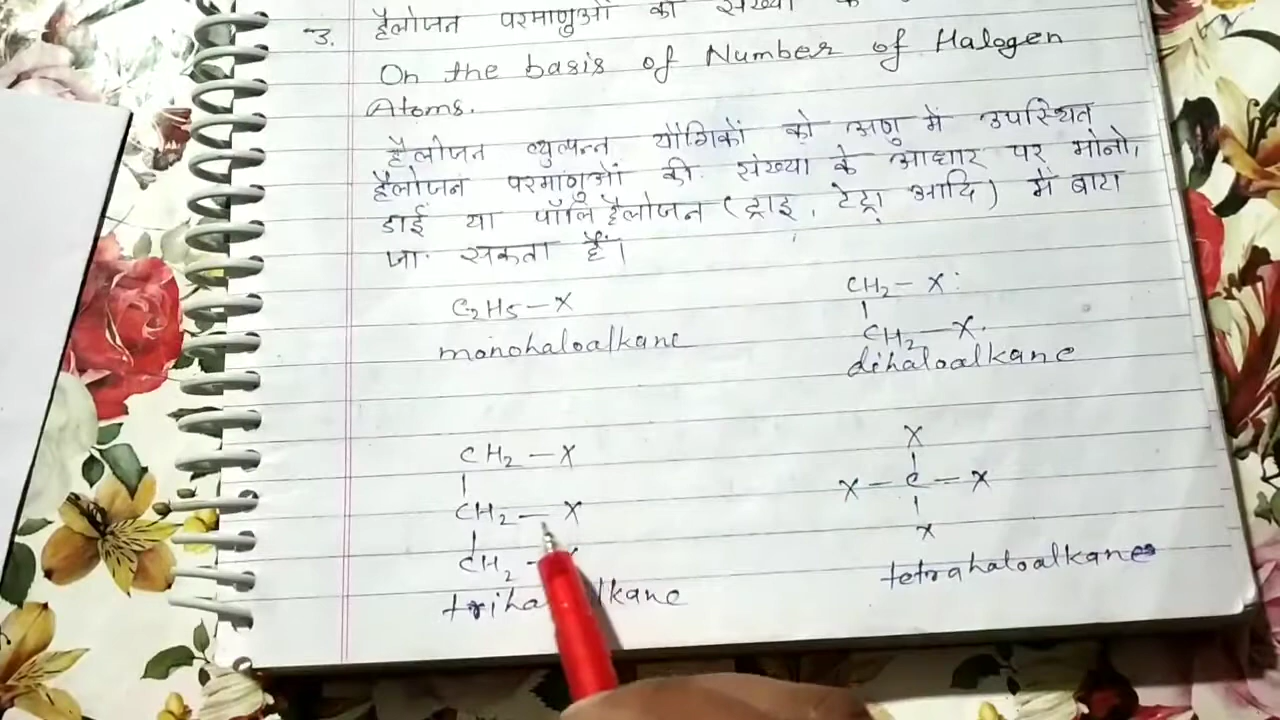 3. हैलोजन परमाणुओं की संख्या के
On the basis of Number of Halogen
Atoms.
हैलोजन व्युत्पन्न यौगिकों को अणु में उपस्थित
हैलोजन परमाणुओं की संख्या के आधार पर मोनो,
डाई या पॉलि हैलोजन (ट्राइ, टेट्रा आदि) में बाटा
जा सकता हैं।
C₂H₅—X
monohaloalkane
CH₂—X
|
CH₂—X
dihaloalkane
CH₂—X
|
CH₂—X
|
CH₂—
trihaloalkane
X
|
X—C—X
|
X
tetrahaloalkane